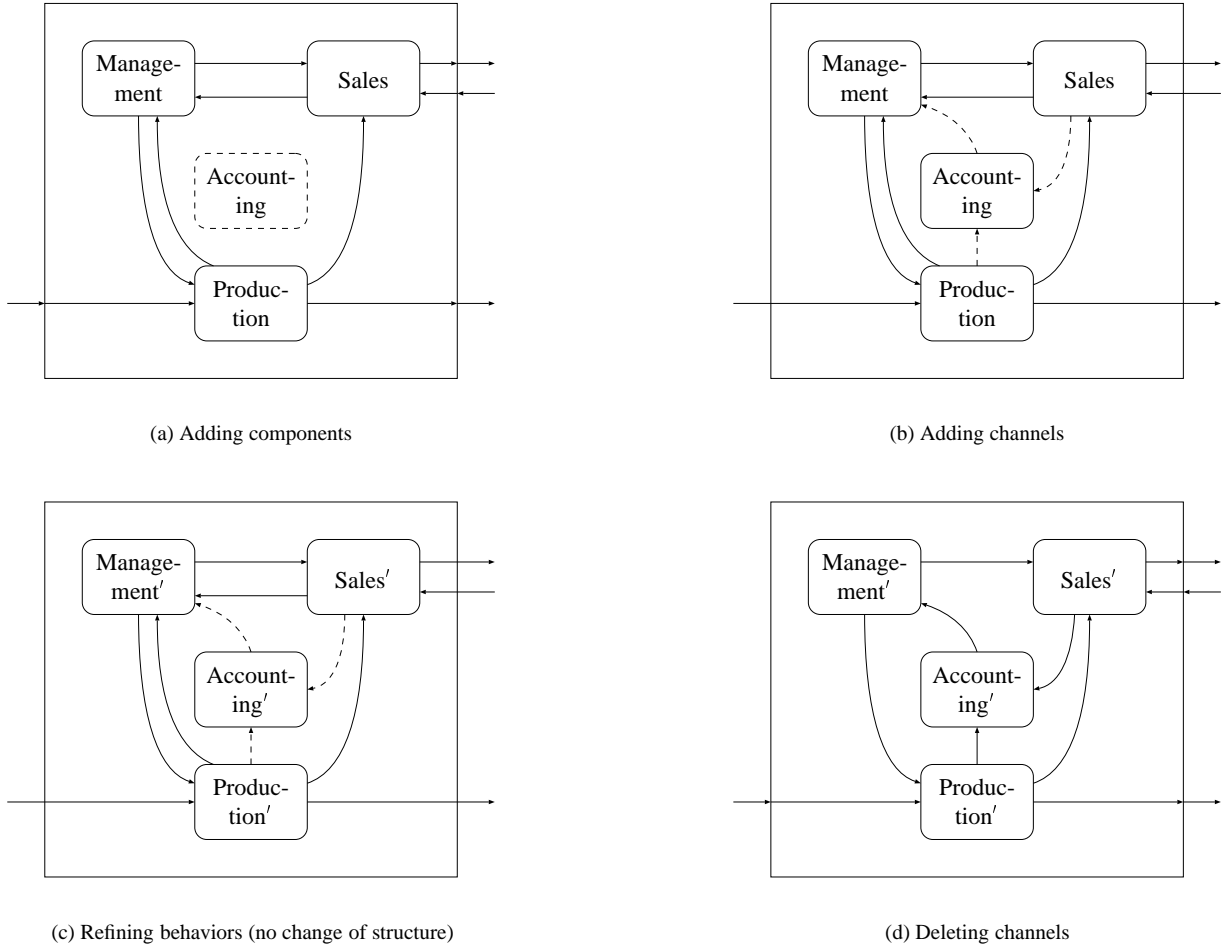 Manage-
ment
Sales
Account-
ing
Produc-
tion
(a) Adding components
Manage-
ment
Sales
Account-
ing
Produc-
tion
(b) Adding channels
Manage-
ment′
Sales′
Account-
ing′
Produc-
tion′
(c) Refining behaviors (no change of structure)
Manage-
ment′
Sales′
Account-
ing′
Produc-
tion′
(d) Deleting channels